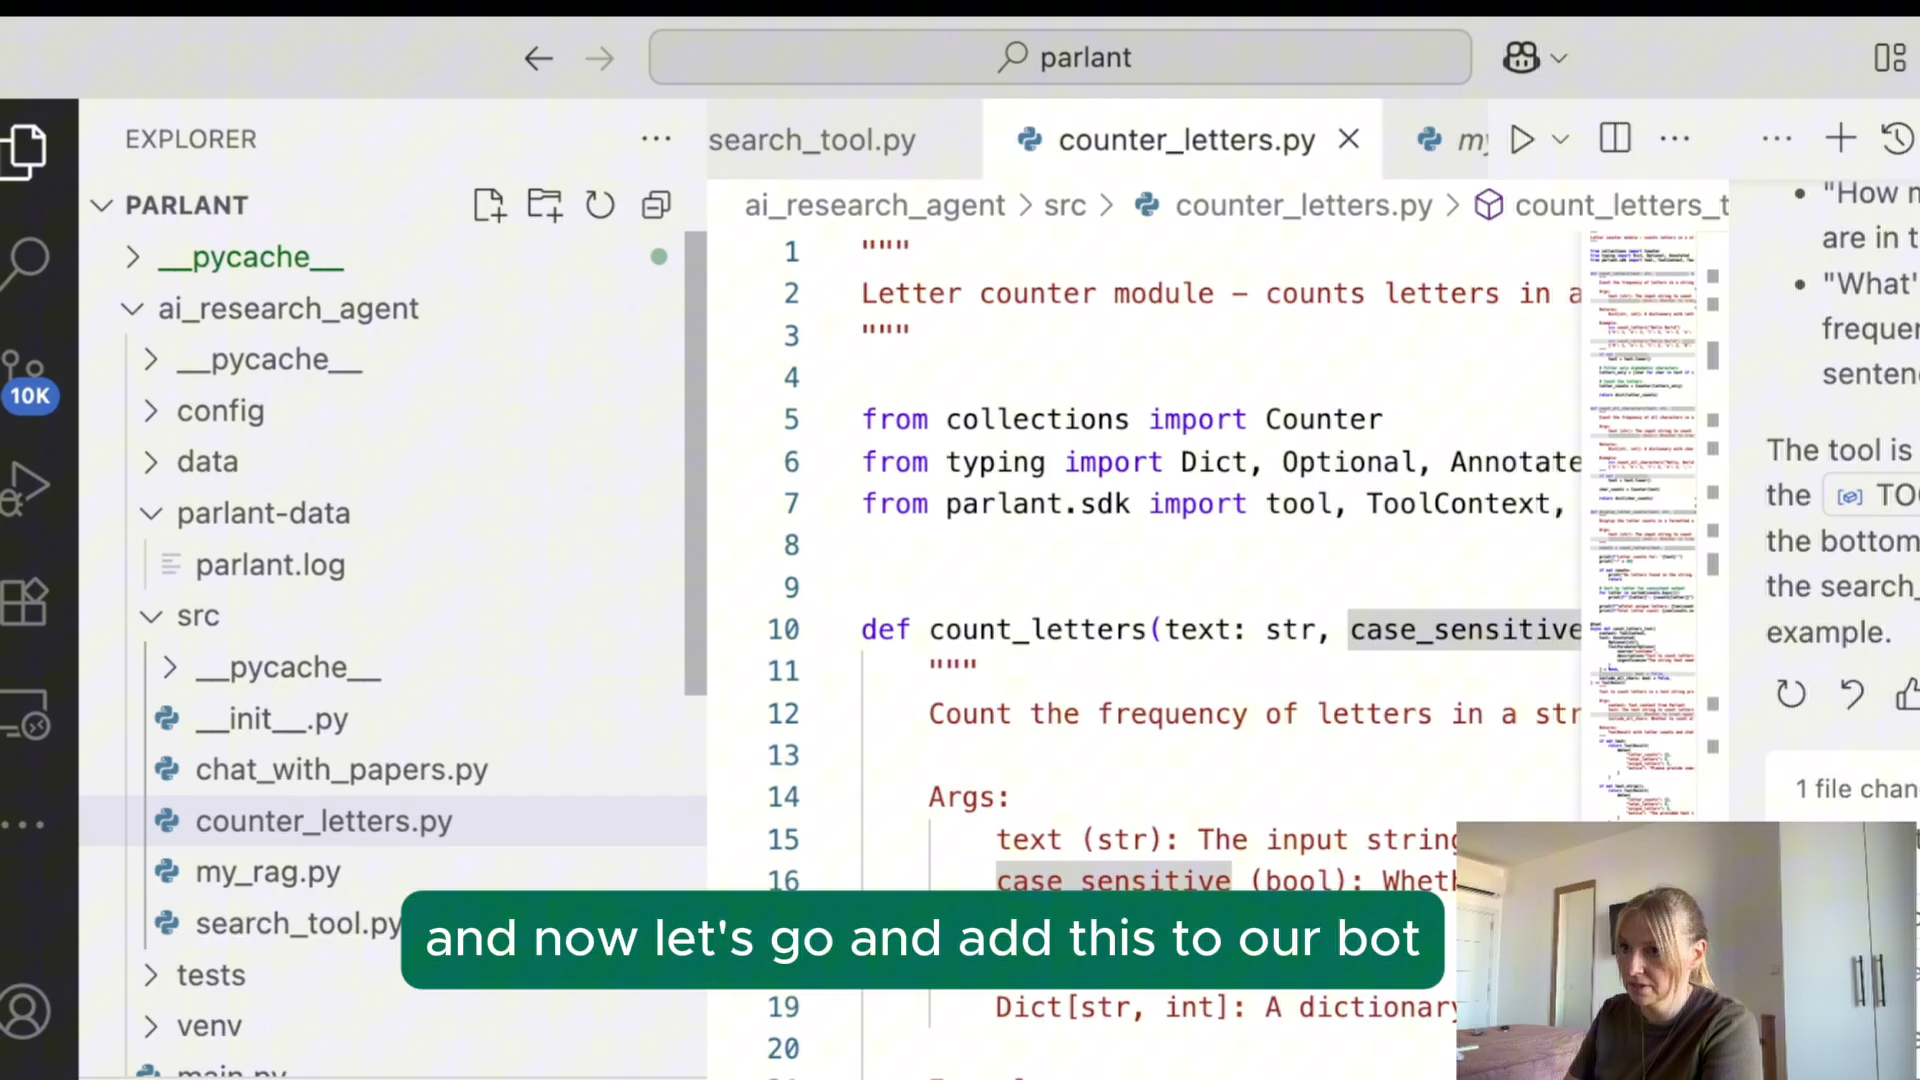 parlant
EXPLORER
search_tool.py
counter_letters.py
PARLANT
ai_research_agent > src > counter_letters.py > count_letters_t
__pycache__
ai_research_agent
__pycache__
config
data
parlant-data
parlant.log
src
__pycache__
__init__.py
chat_with_papers.py
counter_letters.py
my_rag.py
search_tool.py
tests
venv
main.py
10K
1 """
2 Letter counter module – counts letters in a
3 """
4
5 from collections import Counter
6 from typing import Dict, Optional, Annotate
7 from parlant.sdk import tool, ToolContext,
8
9
10 def count_letters(text: str, case_sensitive
11 """
12 Count the frequency of letters in a str
13
14 Args:
15 text (str): The input string
16 case_sensitive (bool): Wheth
19 Dict[str, int]: A dictionary
20
"How
are in t
"What'
frequen
sentenc
The tool is
the TOO
the bottom
the search_
example.
1 file chan
and now let's go and add this to our bot